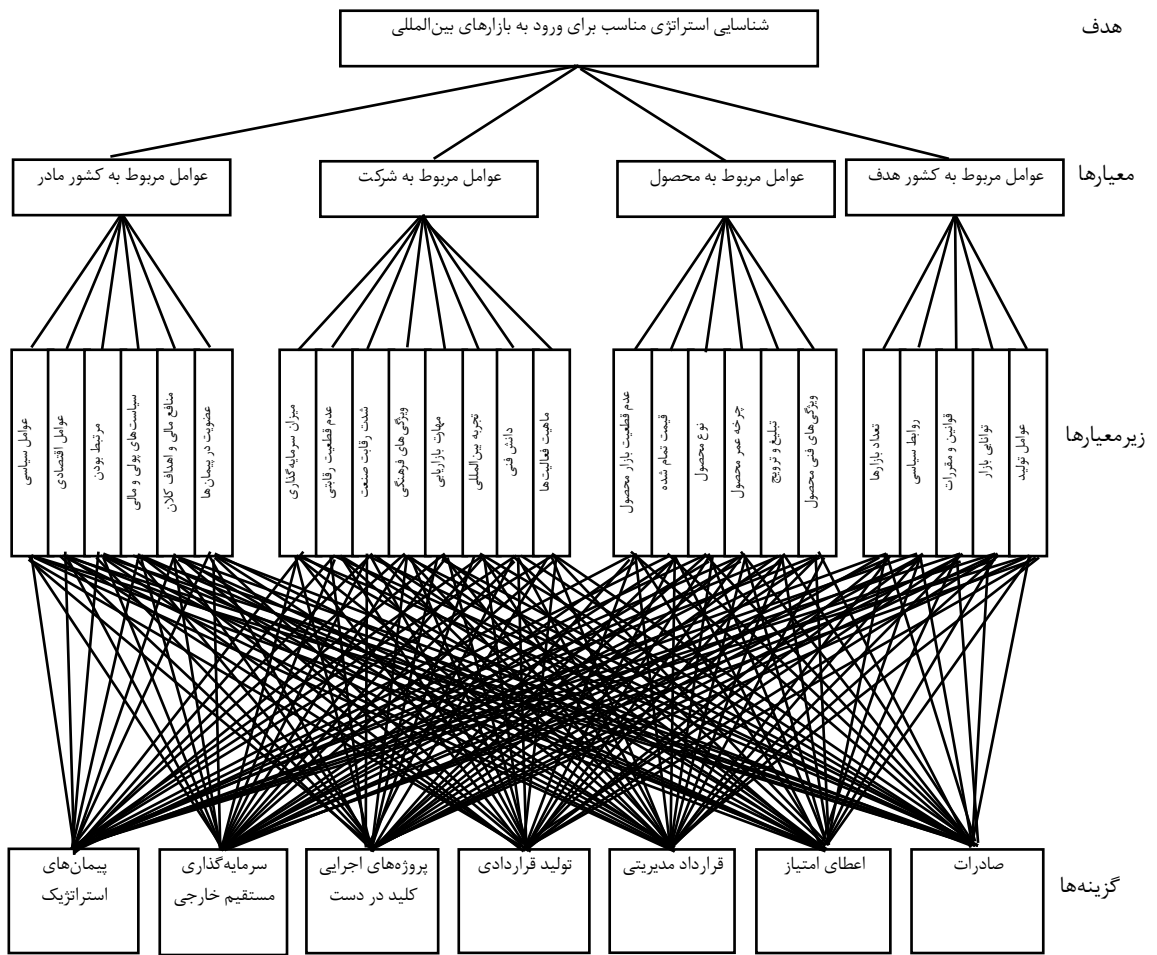 هدف
شناسایی استراتژی مناسب برای ورود به بازارهای بین‌المللی
معیارها
عوامل مربوط به کشور هدف
عوامل مربوط به محصول
عوامل مربوط به شرکت
عوامل مربوط به کشور مادر
زیرمعیارها
عوامل تولید
توانایی بازار
قوانین و مقررات
روابط سیاسی
تعداد بازارها
ویژگی‌های فنی محصول
تبلیغ و ترویج
چرخه عمر محصول
نوع محصول
قیمت تمام شده
عدم قطعیت بازار محصول
ماهیت فعالیت‌ها
دانش فنی
تجربه بین‌المللی
مهارت بازاریابی
ویژگی‌های فرهنگی
شدت رقابت صنعت
عدم قطعیت رقابتی
میزان سرمایه‌گذاری
عضویت در پیمان‌ها
منافع مالی و اهداف کلان
سیاست‌های پولی و مالی
مرتبط بودن
عوامل اقتصادی
عوامل سیاسی
گزینه‌ها
صادرات
اعطای امتیاز
قرارداد مدیریتی
تولید قراردادی
پروژه‌های اجرایی
کلید در دست
سرمایه‌گذاری
مستقیم خارجی
پیمان‌های
استراتژیک